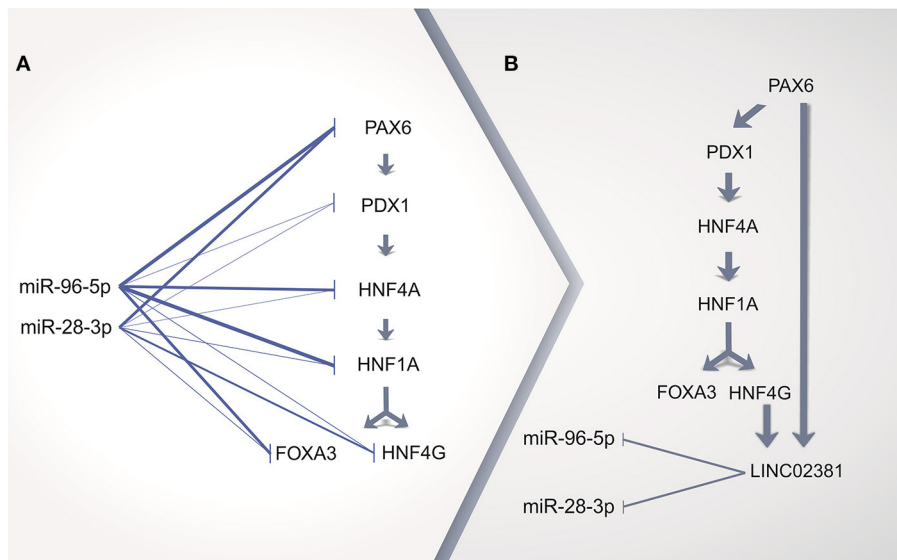 A
PAX6
PDX1
miR-96-5p
HNF4A
miR-28-3p
HNF1A
FOXA3
HNF4G
B
PAX6
PDX1
HNF4A
HNF1A
FOXA3
HNF4G
miR-96-5p
LINC02381
miR-28-3p